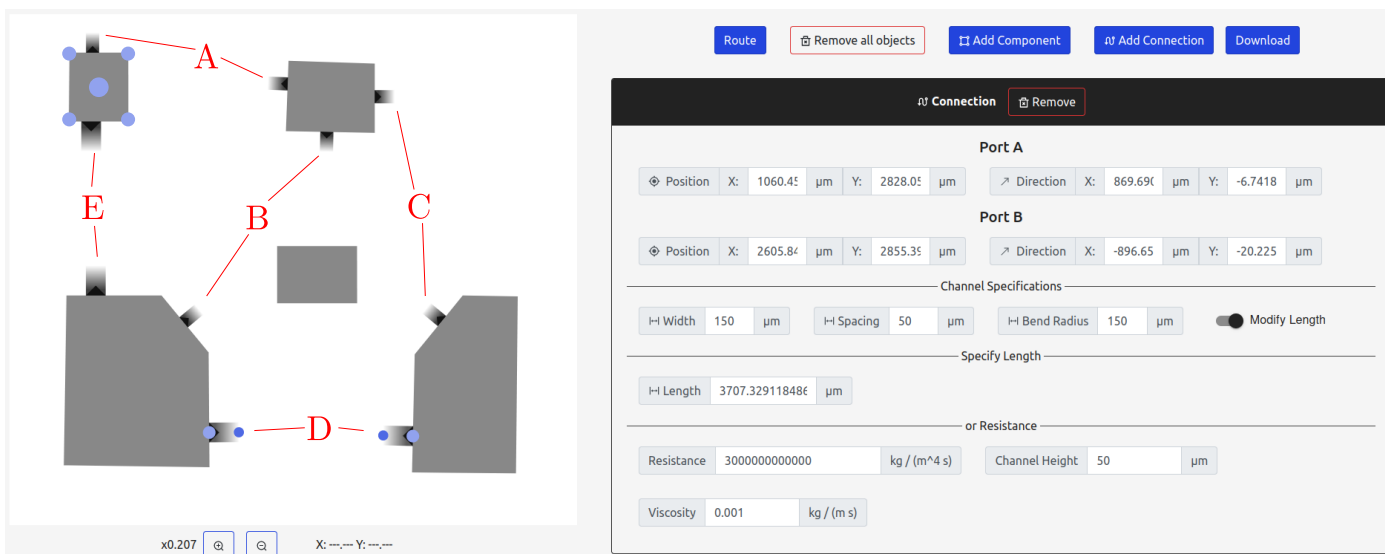 Route
Remove all objects
Add Component
Add Connection
Download
A
B
C
E
D
x0.207
X: ---.--- Y: ---.---
Connection Remove
Port A
Position X: 1060.45 μm Y: 2828.05 μm Direction X: 869.690 μm Y: -6.7418 μm
Port B
Position X: 2605.84 μm Y: 2855.39 μm Direction X: -896.65 μm Y: -20.225 μm
Channel Specifications
Width 150 μm Spacing 50 μm Bend Radius 150 μm Modify Length
Specify Length
Length 3707.329118486 μm
or Resistance
Resistance 3000000000000 kg / (m^4 s) Channel Height 50 μm
Viscosity 0.001 kg / (m s)